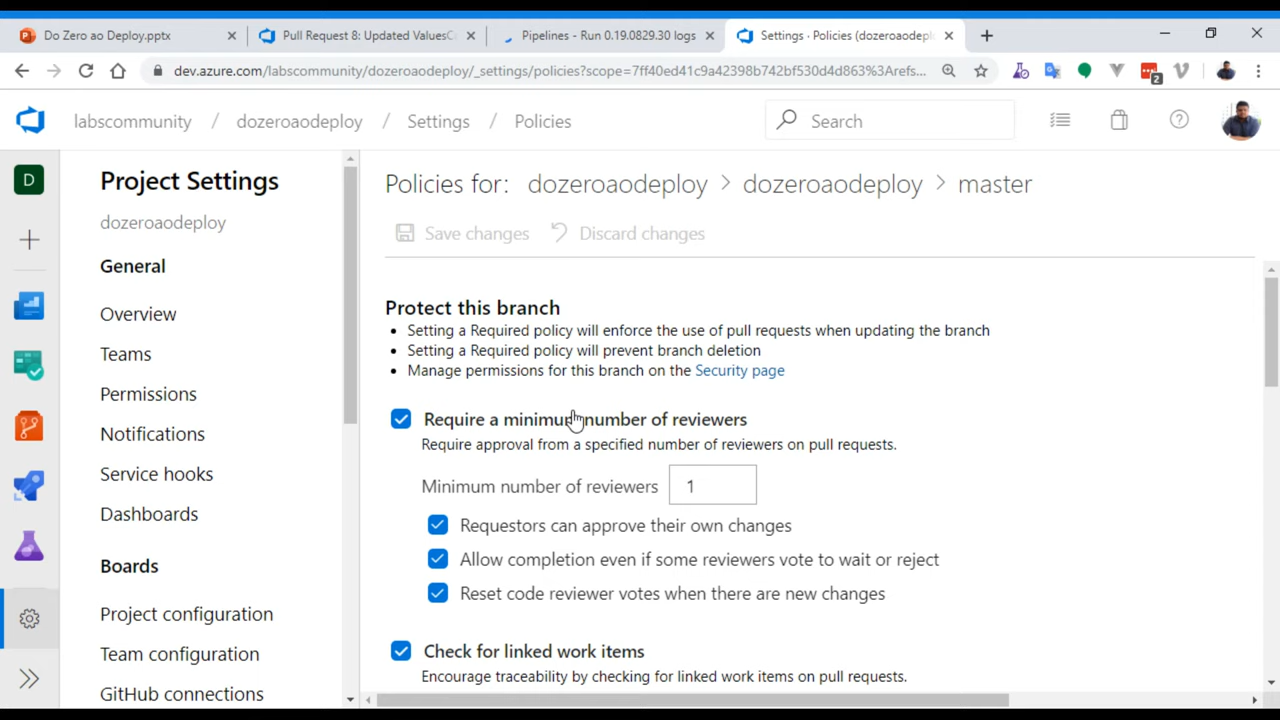 Do Zero ao Deploy.pptx
Pull Request 8: Updated ValuesCo
Pipelines - Run 0.19.0829.30 logs
Settings · Policies (dozeroaodeplo
dev.azure.com/labscommunity/dozeroaodeploy/_settings/policies?scope=7ff40ed41c9a42398b742bf530d4d863%3Arefs...
2
labscommunity / dozeroaodeploy / Settings / Policies
Search
D
Project Settings
dozeroaodeploy
General
Overview
Teams
Permissions
Notifications
Service hooks
Dashboards
Boards
Project configuration
Team configuration
GitHub connections
Policies for: dozeroaodeploy > dozeroaodeploy > master
Save changes
Discard changes
Protect this branch
• Setting a Required policy will enforce the use of pull requests when updating the branch
• Setting a Required policy will prevent branch deletion
• Manage permissions for this branch on the Security page
Require a minimum number of reviewers
Require approval from a specified number of reviewers on pull requests.
Minimum number of reviewers 1
Requestors can approve their own changes
Allow completion even if some reviewers vote to wait or reject
Reset code reviewer votes when there are new changes
Check for linked work items
Encourage traceability by checking for linked work items on pull requests.